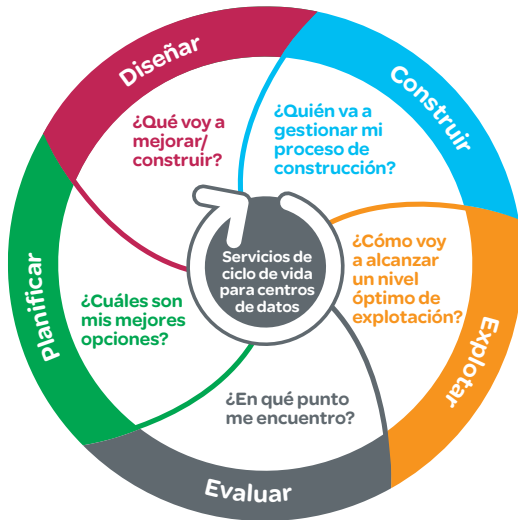 Diseñar
¿Qué voy a
mejorar/
construir?
Construir
¿Quién va a
gestionar mi
proceso de
construcción?
Explotar
¿Cómo voy
a alcanzar
un nivel
óptimo de
explotación?
Evaluar
¿En qué punto
me encuentro?
Planificar
¿Cuáles son
mis mejores
opciones?
Servicios de
ciclo de vida
para centros
de datos